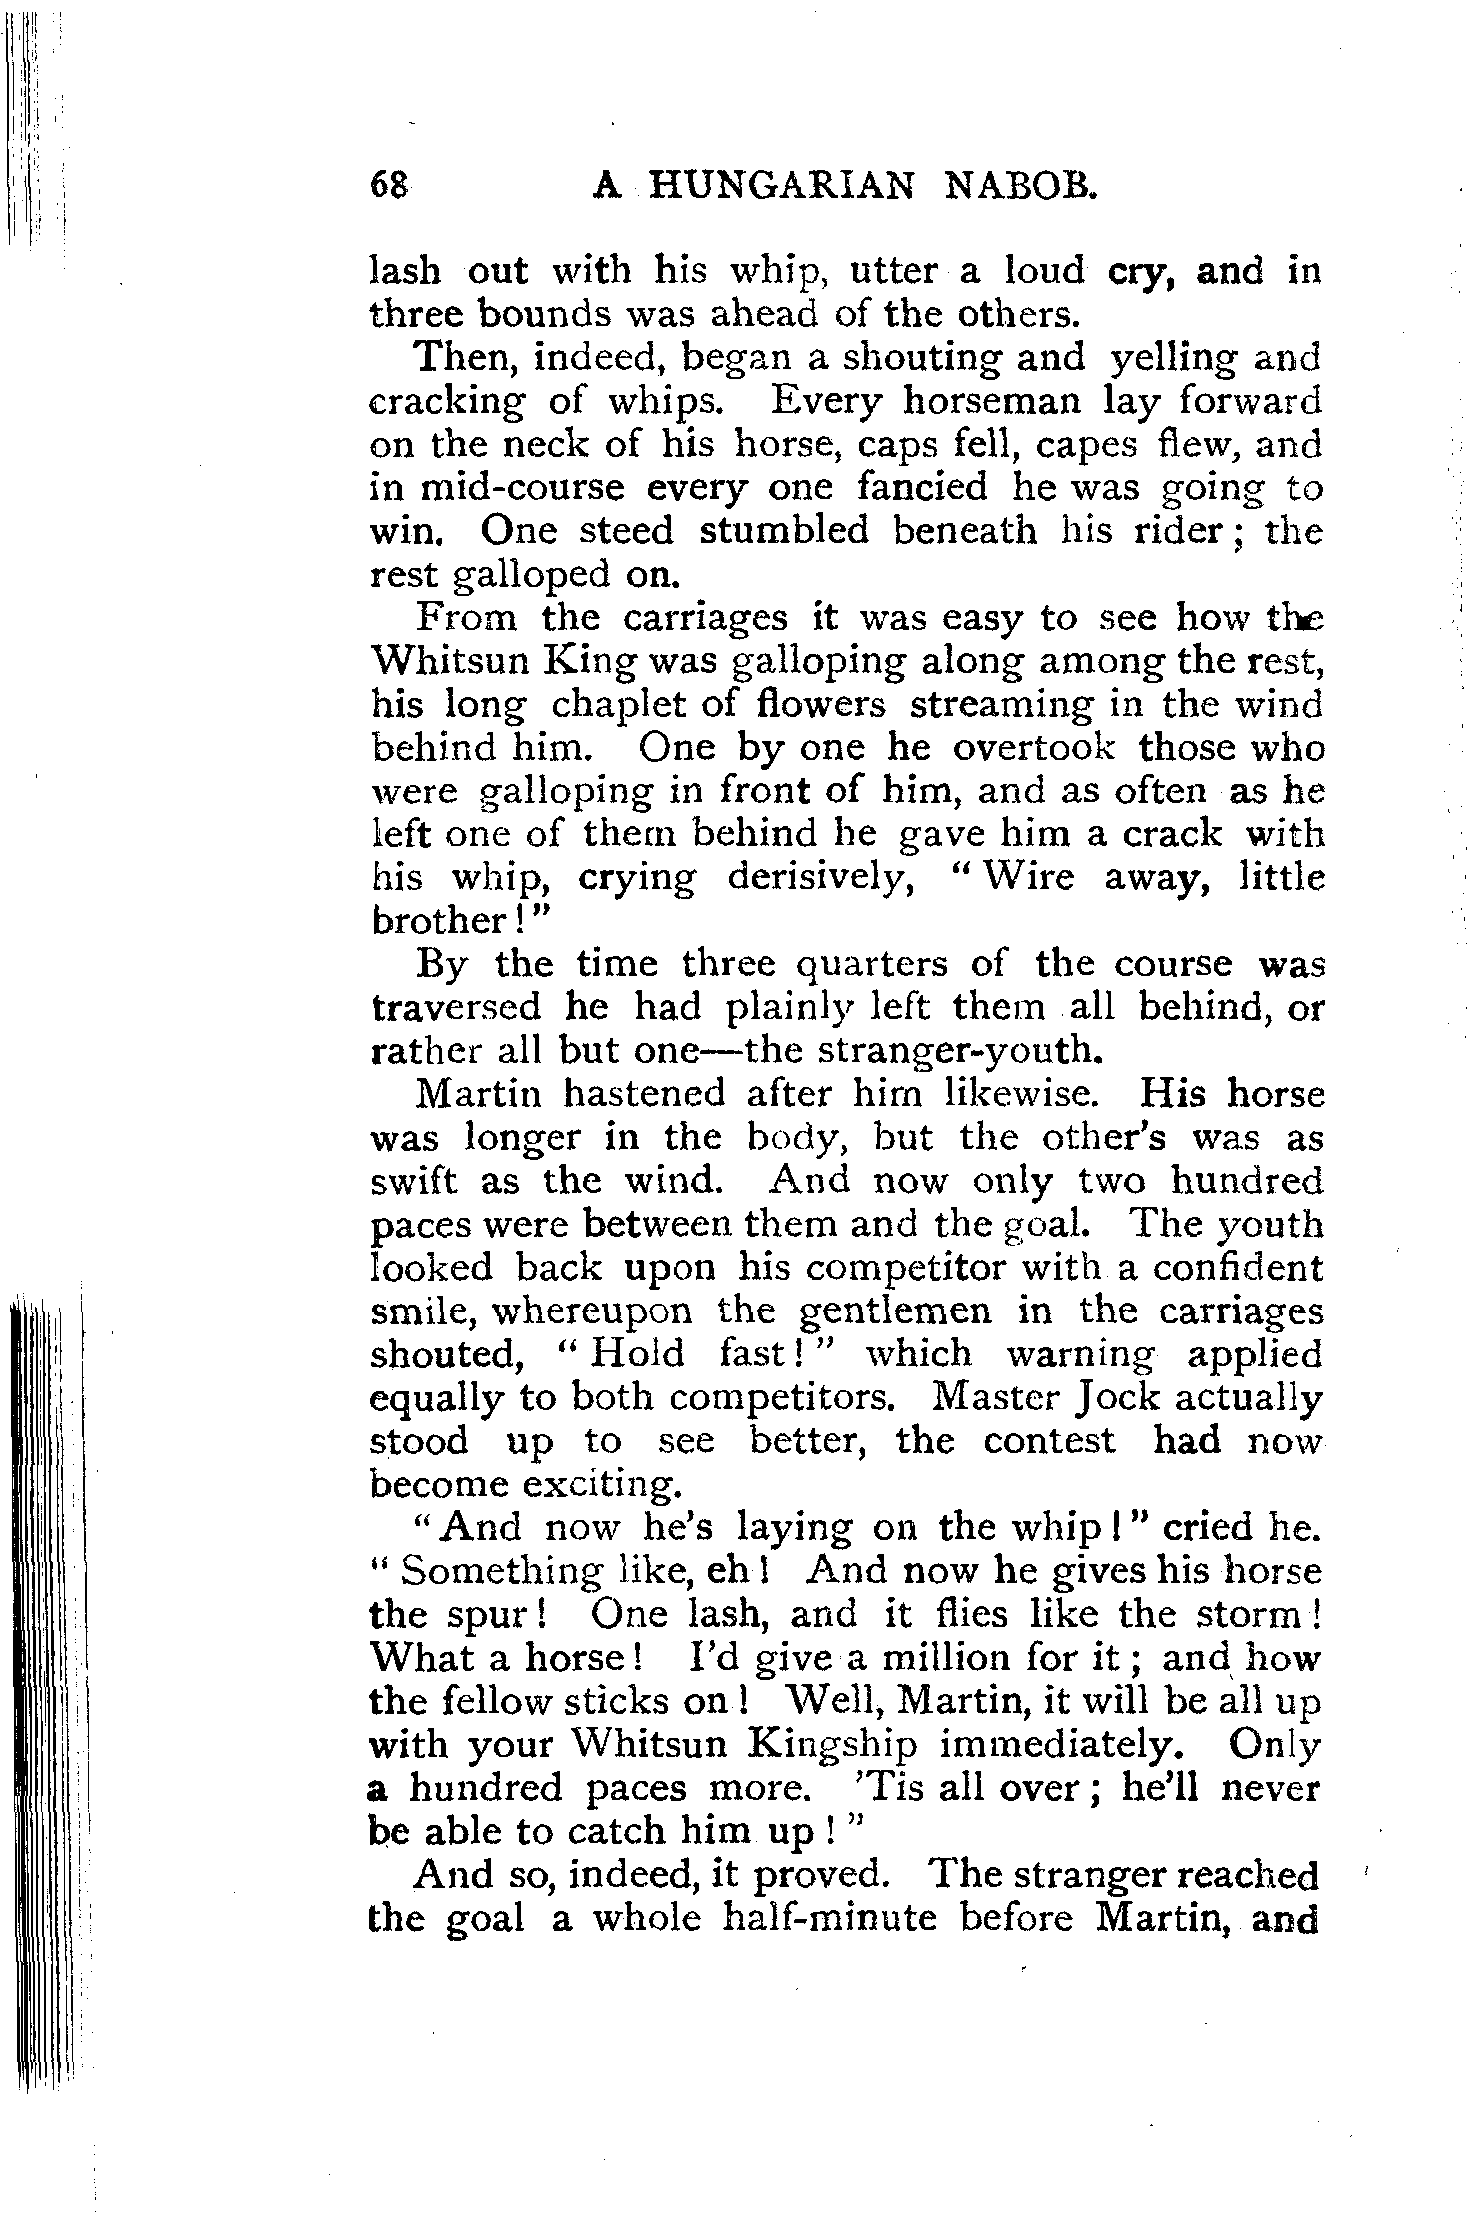 68 A HUNGARIAN NABOB.
lash out with his whip, utter a loud cry, and in
three bounds was ahead of the others.
Then, indeed, began a shouting and yelling and
cracking of whips. Every horseman lay forward
on the neck of his horse, caps fell, capes flew, and
in mid-course every one fancied he was going to
win. One steed stumbled beneath his rider; the
rest galloped on.
From the carriages it was easy to see how the
Whitsun King was galloping along among the rest,
his long chaplet of flowers streaming in the wind
behind him. One by one he overtook those who
were galloping in front of him, and as often as he
left one of them behind he gave him a crack with
his whip, crying derisively, "Wire away, little
brother!"
By the time three quarters of the course was
traversed he had plainly left them all behind, or
rather all but one—the stranger-youth.
Martin hastened after him likewise. His horse
was longer in the body, but the other's was as
swift as the wind. And now only two hundred
paces were between them and the goal. The youth
looked back upon his competitor with a confident
smile, whereupon the gentlemen in the carriages
shouted, "Hold fast!" which warning applied
equally to both competitors. Master Jock actually
stood up to see better, the contest had now
become exciting.
"And now he's laying on the whip!" cried he.
"Something like, eh! And now he gives his horse
the spur! One lash, and it flies like the storm!
What a horse! I'd give a million for it; and how
the fellow sticks on! Well, Martin, it will be all up
with your Whitsun Kingship immediately. Only
a hundred paces more. 'Tis all over; he'll never
be able to catch him up!"
And so, indeed, it proved. The stranger reached
the goal a whole half-minute before Martin, and